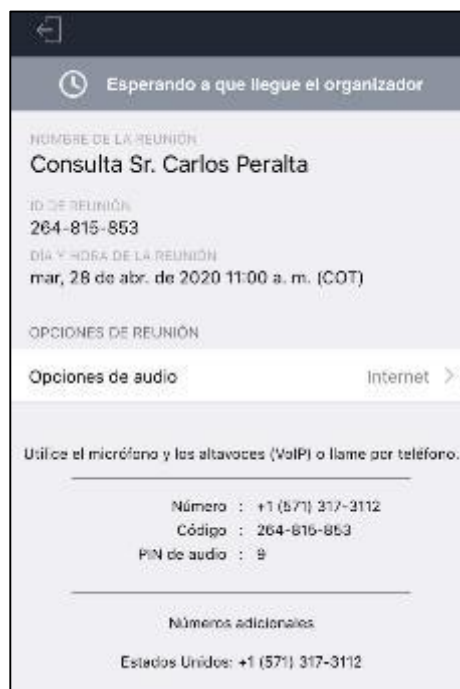 Esperando a que llegue el organizador
NOMBRE DE LA REUNIÓN
Consulta Sr. Carlos Peralta
ID DE REUNIÓN
264-815-853
DÍA Y HORA DE LA REUNIÓN
mar, 28 de abr. de 2020 11:00 a. m. (COT)
OPCIONES DE REUNIÓN
Opciones de audio Internet >
Utilice el micrófono y los altavoces (VoIP) o llame por teléfono.
Número : +1 (571) 317-3112
Código : 264-815-853
PIN de audio : 9
Números adicionales
Estados Unidos: +1 (571) 317-3112